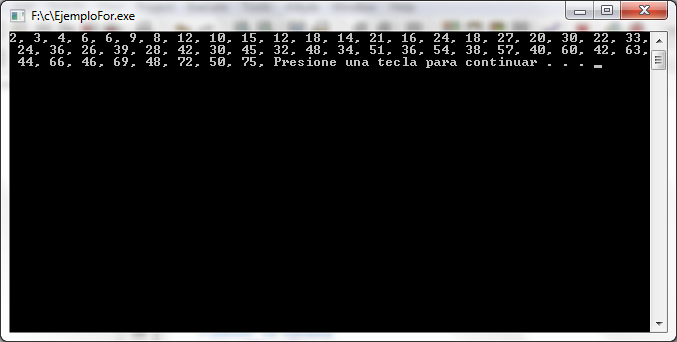 F:\c\EjemploFor.exe
2, 3, 4, 6, 6, 9, 8, 12, 10, 15, 12, 18, 14, 21, 16, 24, 18, 27, 20, 30, 22, 33,
24, 36, 26, 39, 28, 42, 30, 45, 32, 48, 34, 51, 36, 54, 38, 57, 40, 60, 42, 63,
44, 66, 46, 69, 48, 72, 50, 75, Presione una tecla para continuar . . . _